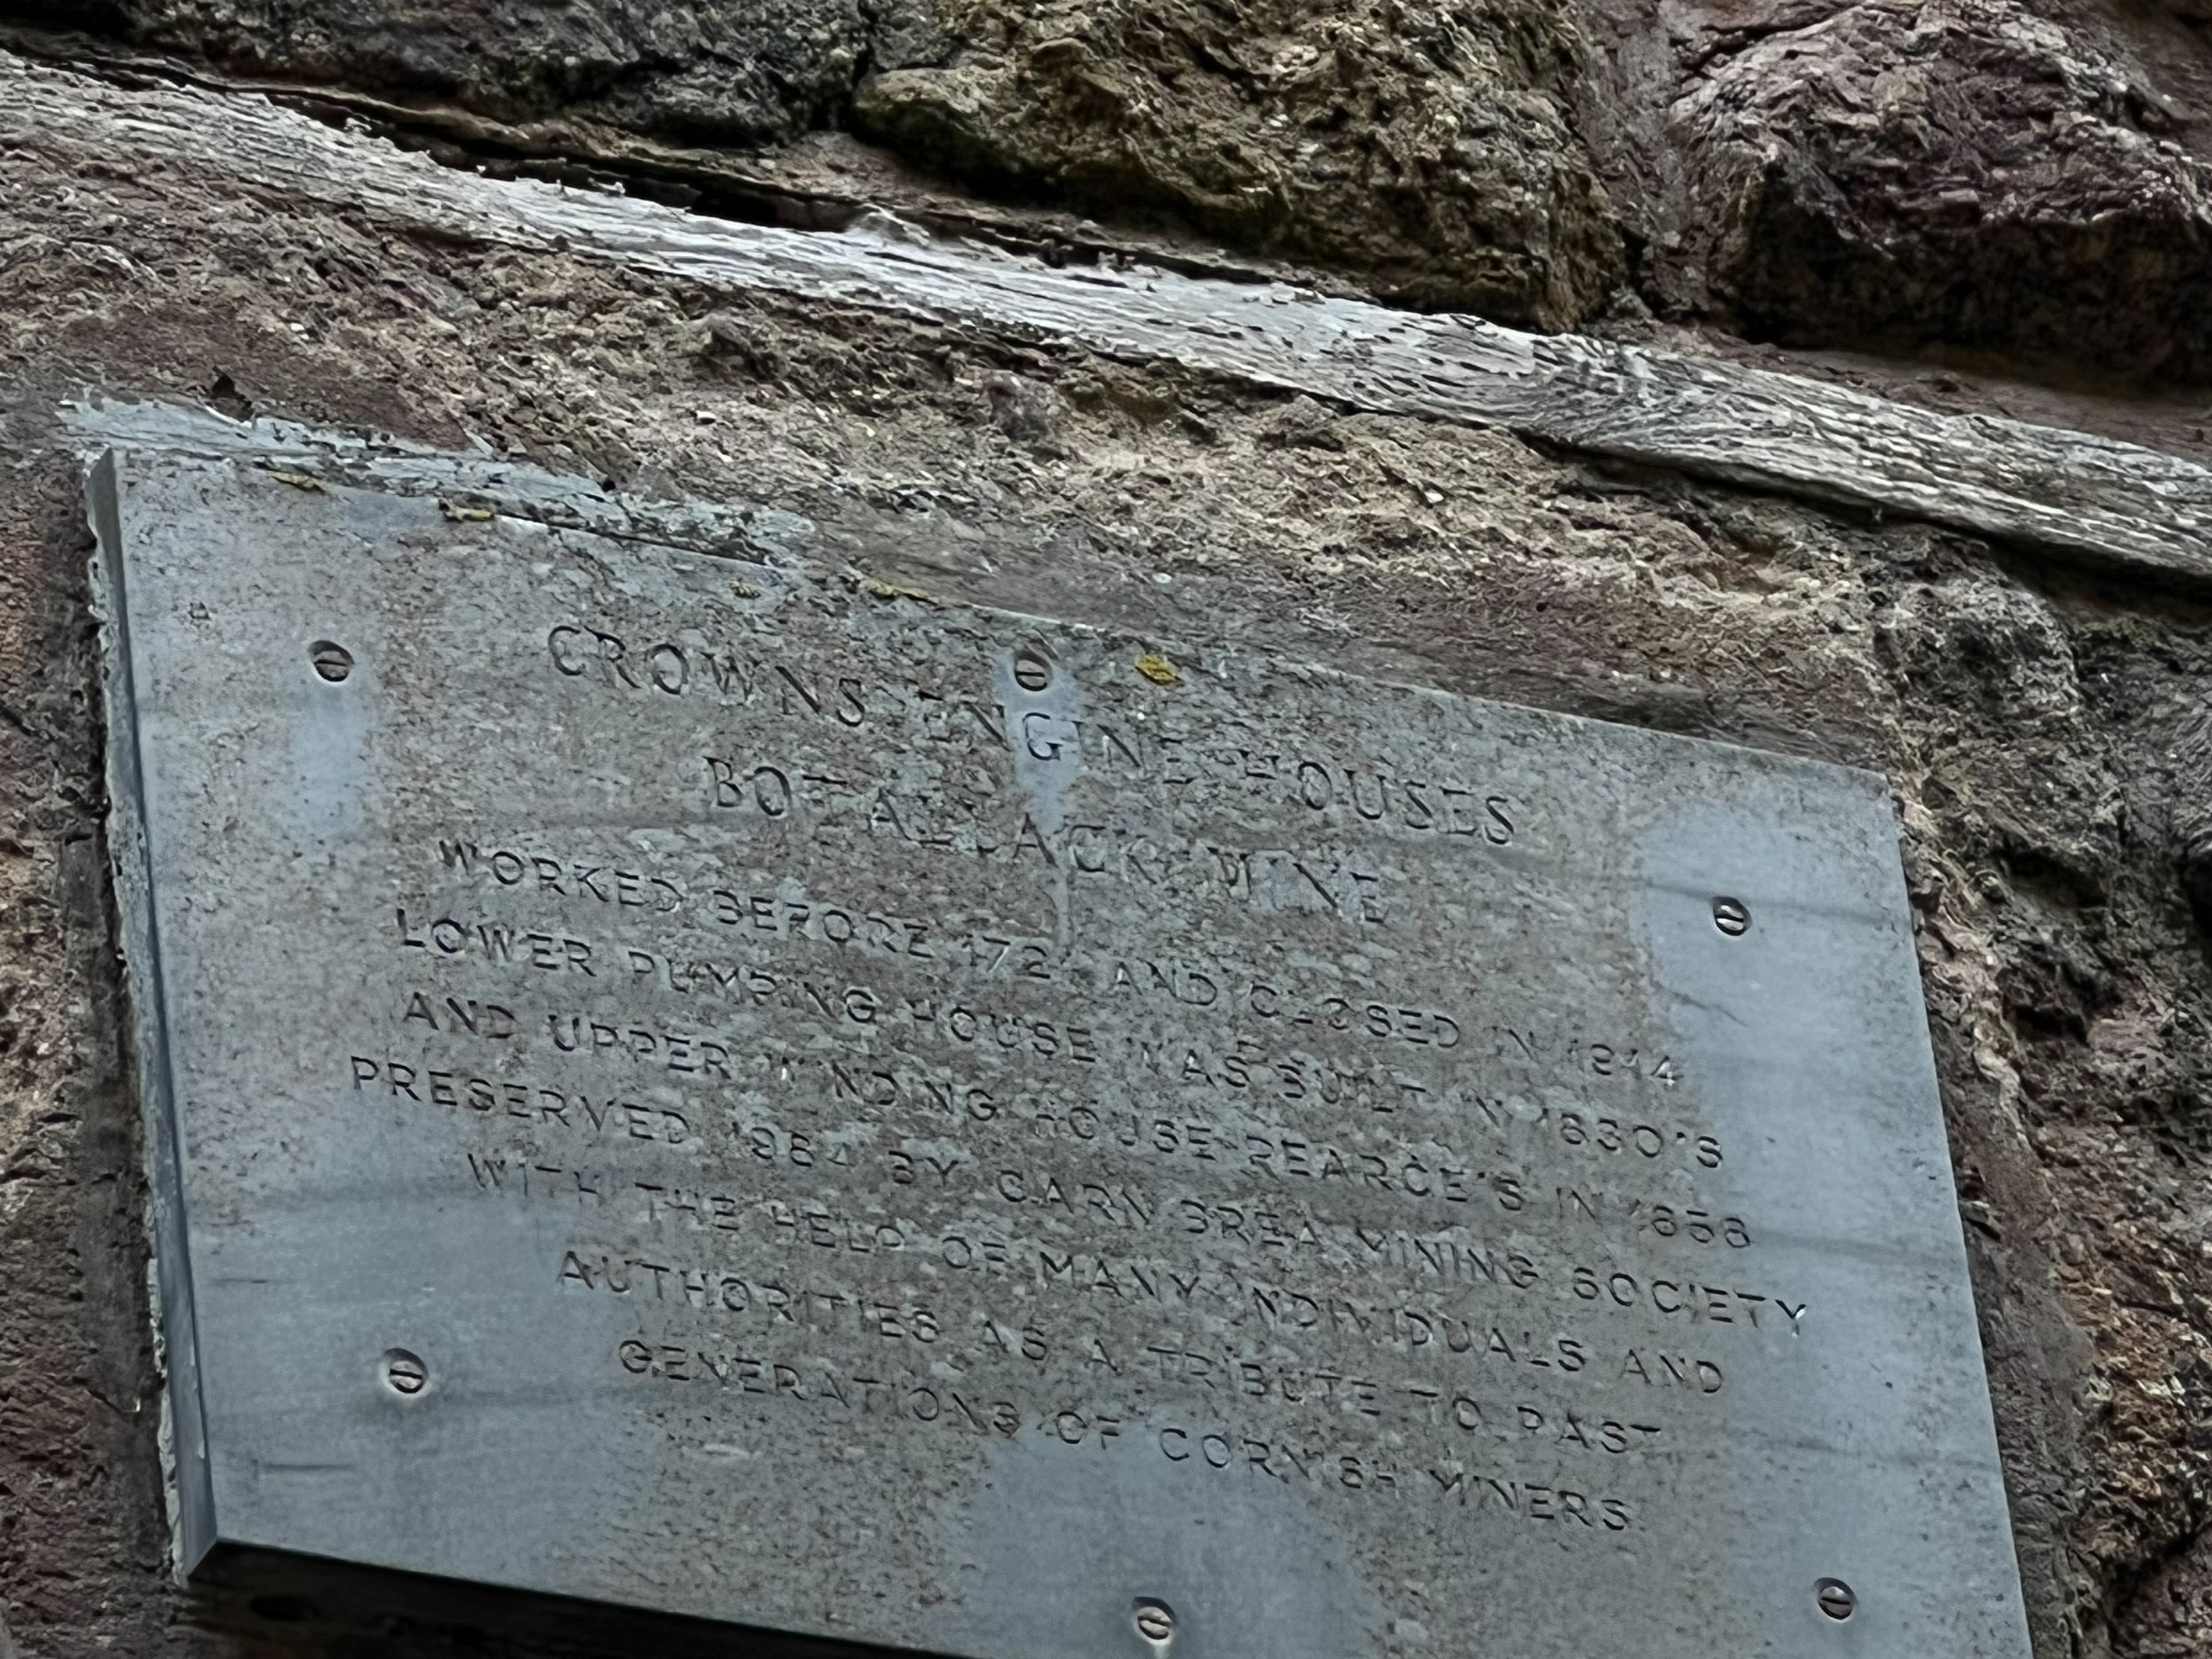 CROWNS ENGINE HOUSES
BOTALLACK MINE
WORKED BEFORE AND CLOSED IN
LOWER PUMPING HOUSE WAS BUILT IN 1830'S
AND UPPER WINDING HOUSE PEARCE'S IN 1858
PRESERVED 1984 BY CARN BREA MINING SOCIETY
WITH THE HELP OF MANY INDIVIDUALS AND
AUTHORITIES AS A TRIBUTE TO PAST
GENERATIONS OF CORNISH MINERS